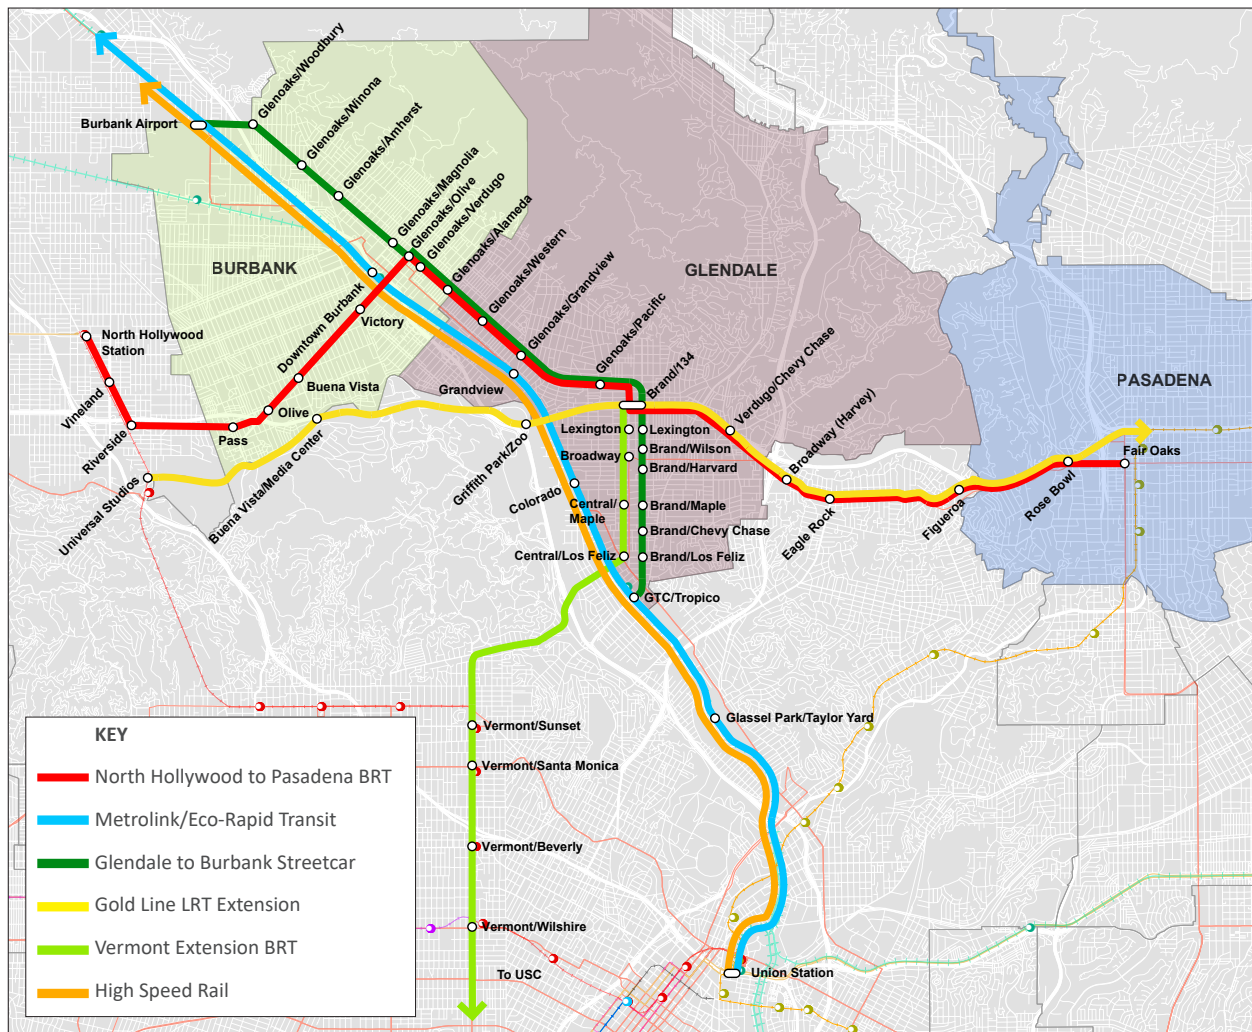 Glenoaks/Woodbury
Glenoaks/Winona
Glenoaks/Amherst
Burbank Airport
Glenoaks/Magnolia
Glenoaks/Olive
Glenoaks/Verdugo
Glenoaks/Alameda
Glenoaks/Western
Glenoaks/Grandview
Glenoaks/Pacific
BURBANK
GLENDALE
PASADENA
Downtown Burbank
Victory
North Hollywood
Station
Vineland
Riverside
Pass
Olive
Buena Vista
Universal Studios
Buena Vista/Media Center
Grandview
Griffith Park/Zoo
Colorado
Brand/134
Verdugo/Chevy Chase
Broadway (Harvey)
Eagle Rock
Figueroa
Rose Bowl
Fair Oaks
Lexington
Lexington
Brand/Wilson
Broadway
Brand/Harvard
Central/
Maple
Brand/Maple
Brand/Chevy Chase
Central/Los Feliz
Brand/Los Feliz
GTC/Tropico
Glassel Park/Taylor Yard
Vermont/Sunset
Vermont/Santa Monica
Vermont/Beverly
Vermont/Wilshire
To USC
Union Station
KEY
North Hollywood to Pasadena BRT
Metrolink/Eco-Rapid Transit
Glendale to Burbank Streetcar
Gold Line LRT Extension
Vermont Extension BRT
High Speed Rail